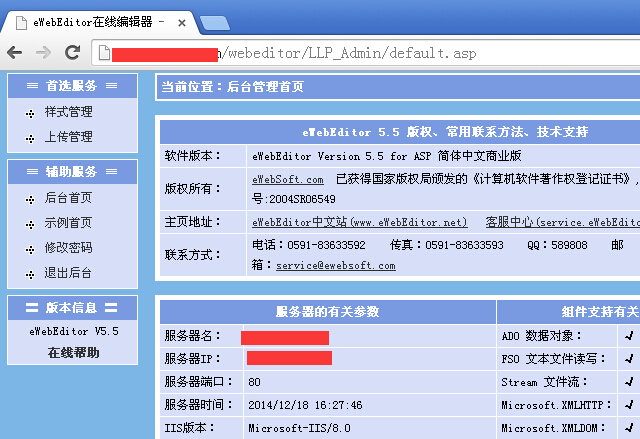 eWebEditor在线编辑器 -
/webeditor/LLP_Admin/default.asp
首选服务
样式管理
上传管理
辅助服务
后台首页
示例首页
修改密码
退出后台
版本信息
eWebEditor V5.5
在线帮助
当前位置：后台管理首页
eWebEditor 5.5 版权、常用联系方法、技术支持
软件版本： eWebEditor Version 5.5 for ASP 简体中文商业版
版权所有： eWebSoft.com 已获得国家版权局颁发的《计算机软件著作权登记证书》,
号:2004SR06549
主页地址： eWebEditor中文站(www.eWebEditor.net) 客服中心(service.eWebEdito
联系方式： 电话：0591-83633592 传真：0591-83633593 QQ：589808 邮
箱：service@ewebsoft.com
服务器的有关参数 组件支持有关
服务器名： ADO 数据对象： √
服务器IP： FSO 文本文件读写： √
服务器端口： 80 Stream 文件流： √
服务器时间： 2014/12/18 16:27:46 Microsoft.XMLHTTP： √
IIS版本： Microsoft-IIS/8.0 Microsoft.XMLDOM： √